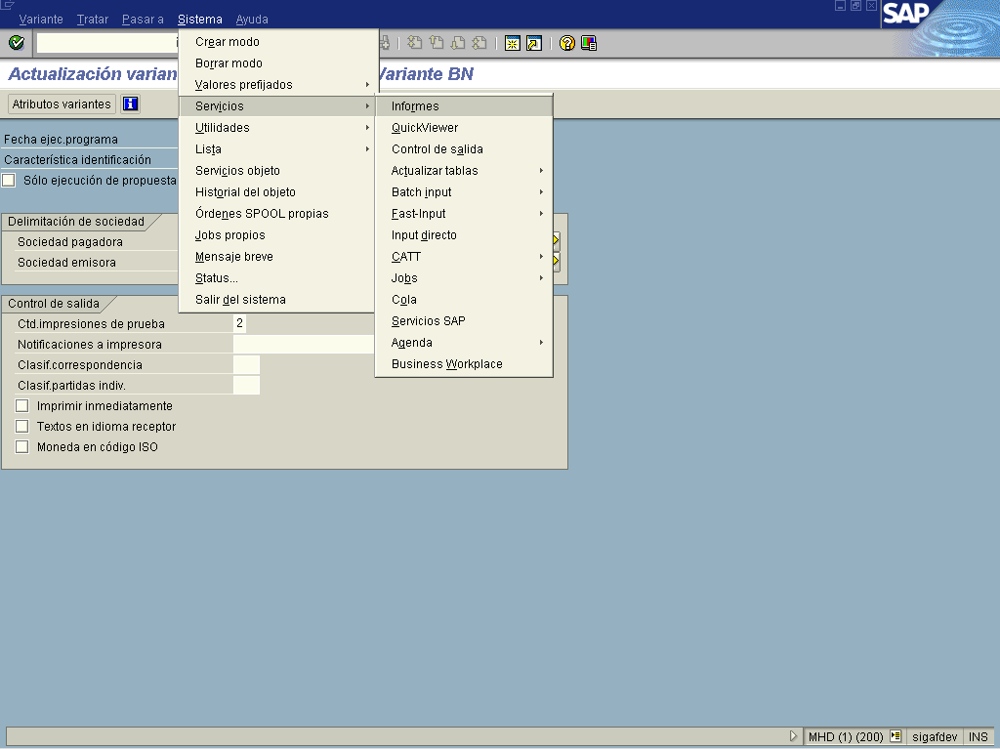 Variante Tratar Pasar a Sistema Ayuda
SAP
Actualización varian
Variante BN
Atributos variantes
Fecha ejec.programa
Característica identificación
Sólo ejecución de propuesta
Delimitación de sociedad
Sociedad pagadora
Sociedad emisora
Control de salida
Ctd.impresiones de prueba 2
Notificaciones a impresora
Clasif.correspondencia
Clasif.partidas indiv.
Imprimir inmediatamente
Textos en idioma receptor
Moneda en código ISO
Crear modo
Borrar modo
Valores prefijados
Servicios
Utilidades
Lista
Servicios objeto
Historial del objeto
Órdenes SPOOL propias
Jobs propios
Mensaje breve
Status...
Salir del sistema
Informes
QuickViewer
Control de salida
Actualizar tablas
Batch input
Fast-Input
Input directo
CATT
Jobs
Cola
Servicios SAP
Agenda
Business Workplace
MHD (1) (200) sigafdev INS